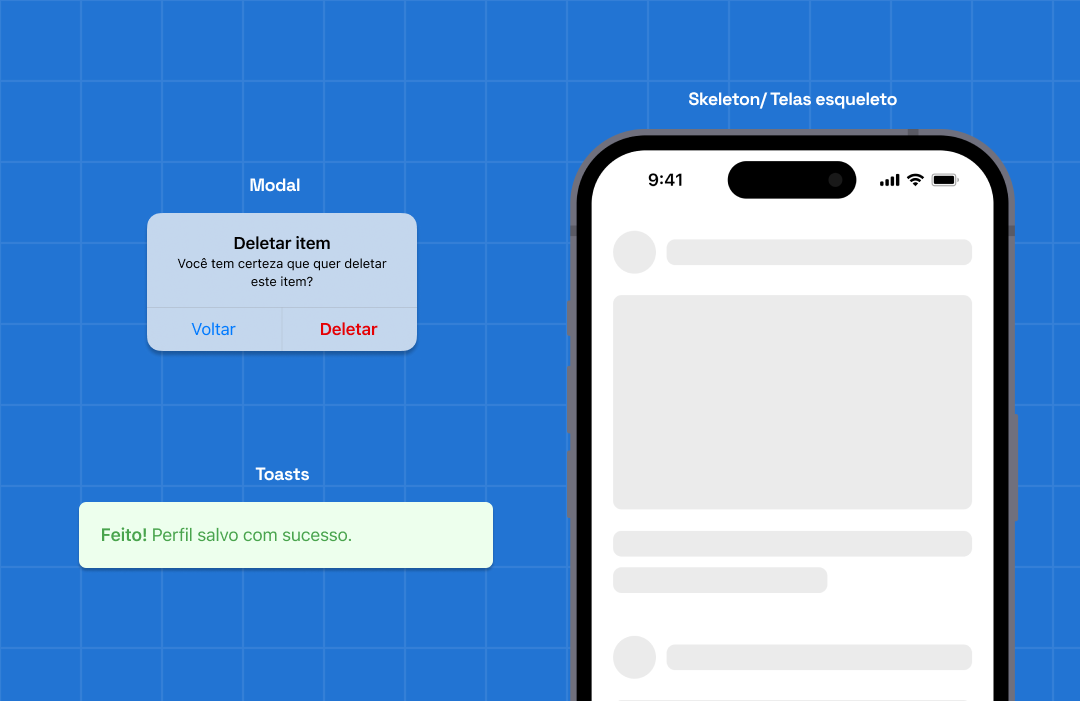 Modal
Deletar item
Você tem certeza que quer deletar
este item?
Voltar
Deletar
Toasts
Feito! Perfil salvo com sucesso.
Skeleton/ Telas esqueleto
9:41